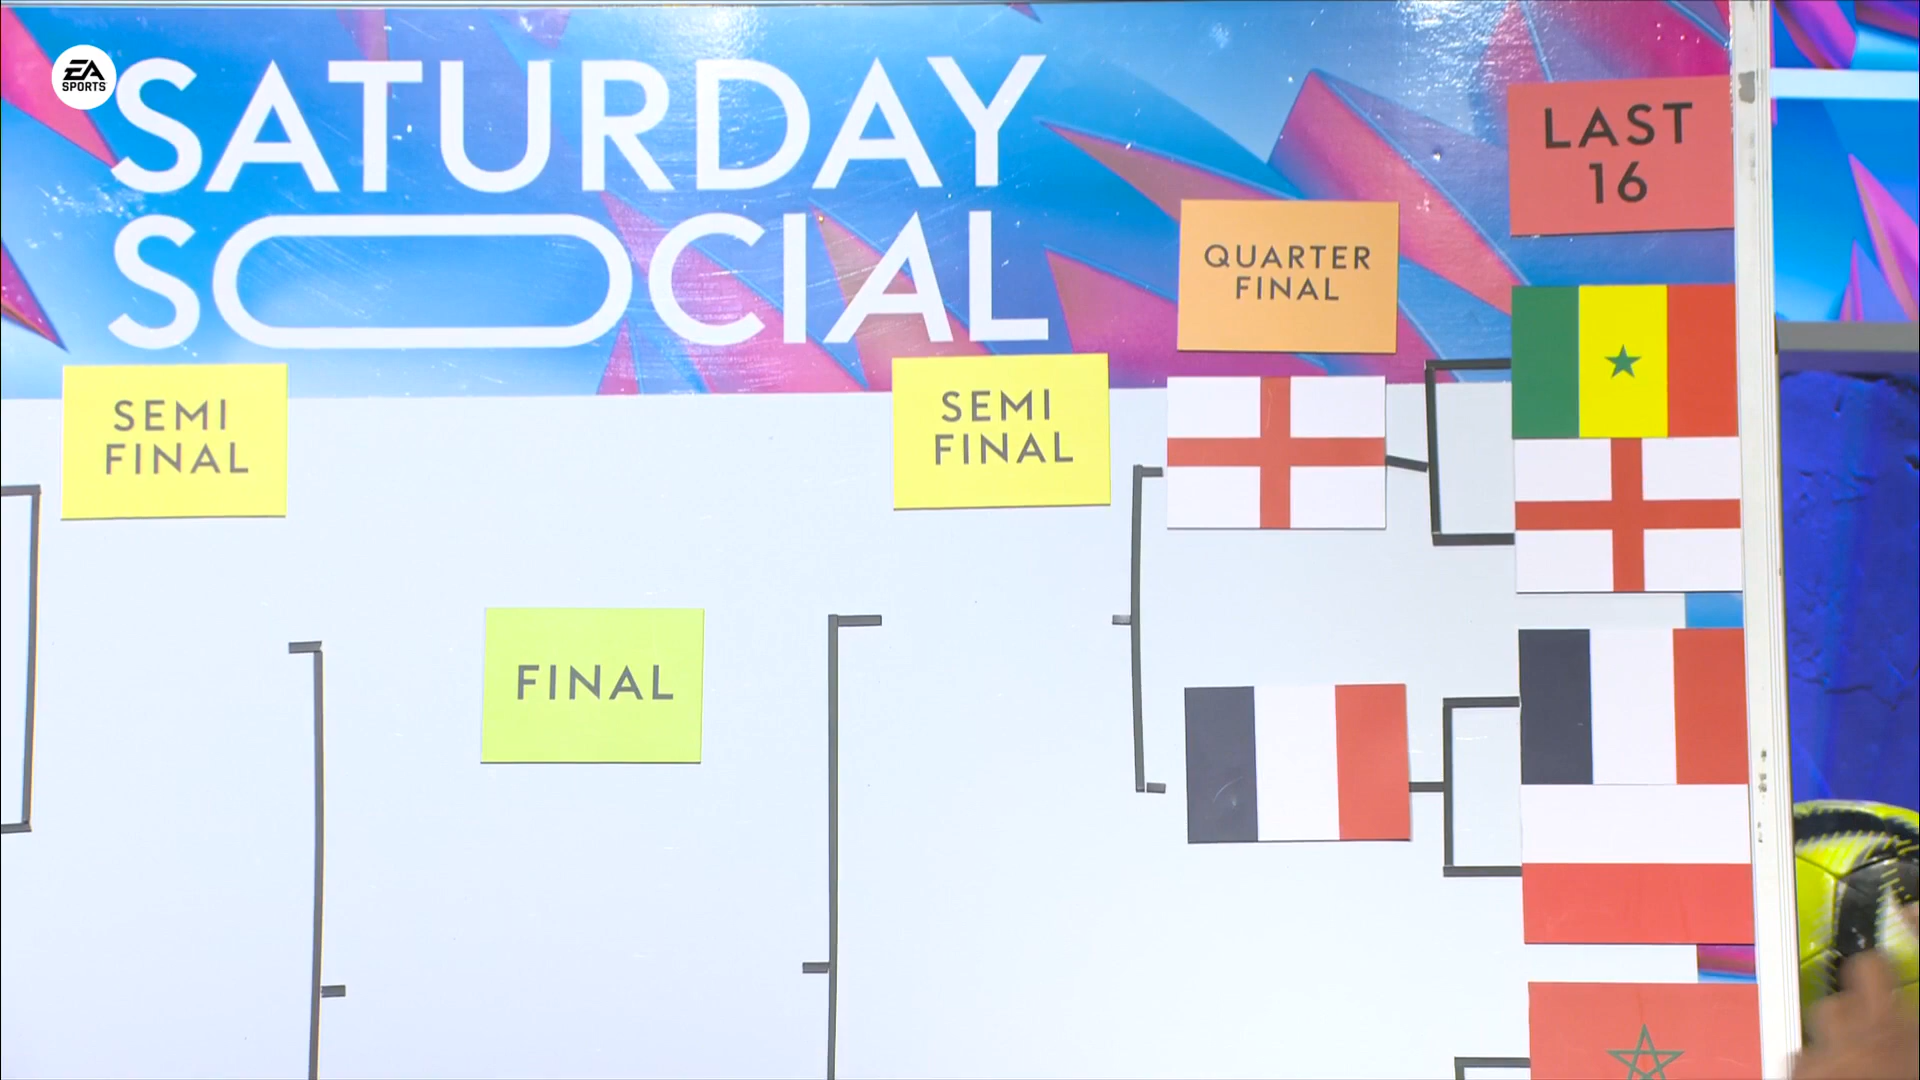 EA
SPORTS
SATURDAY
SOCIAL
LAST
16
QUARTER
FINAL
SEMI
FINAL
SEMI
FINAL
FINAL